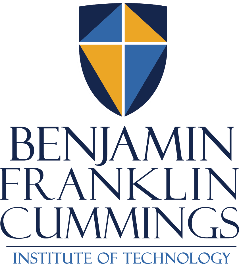 BENJAMIN
FRANKLIN
CUMMINGS
INSTITUTE OF TECHNOLOGY